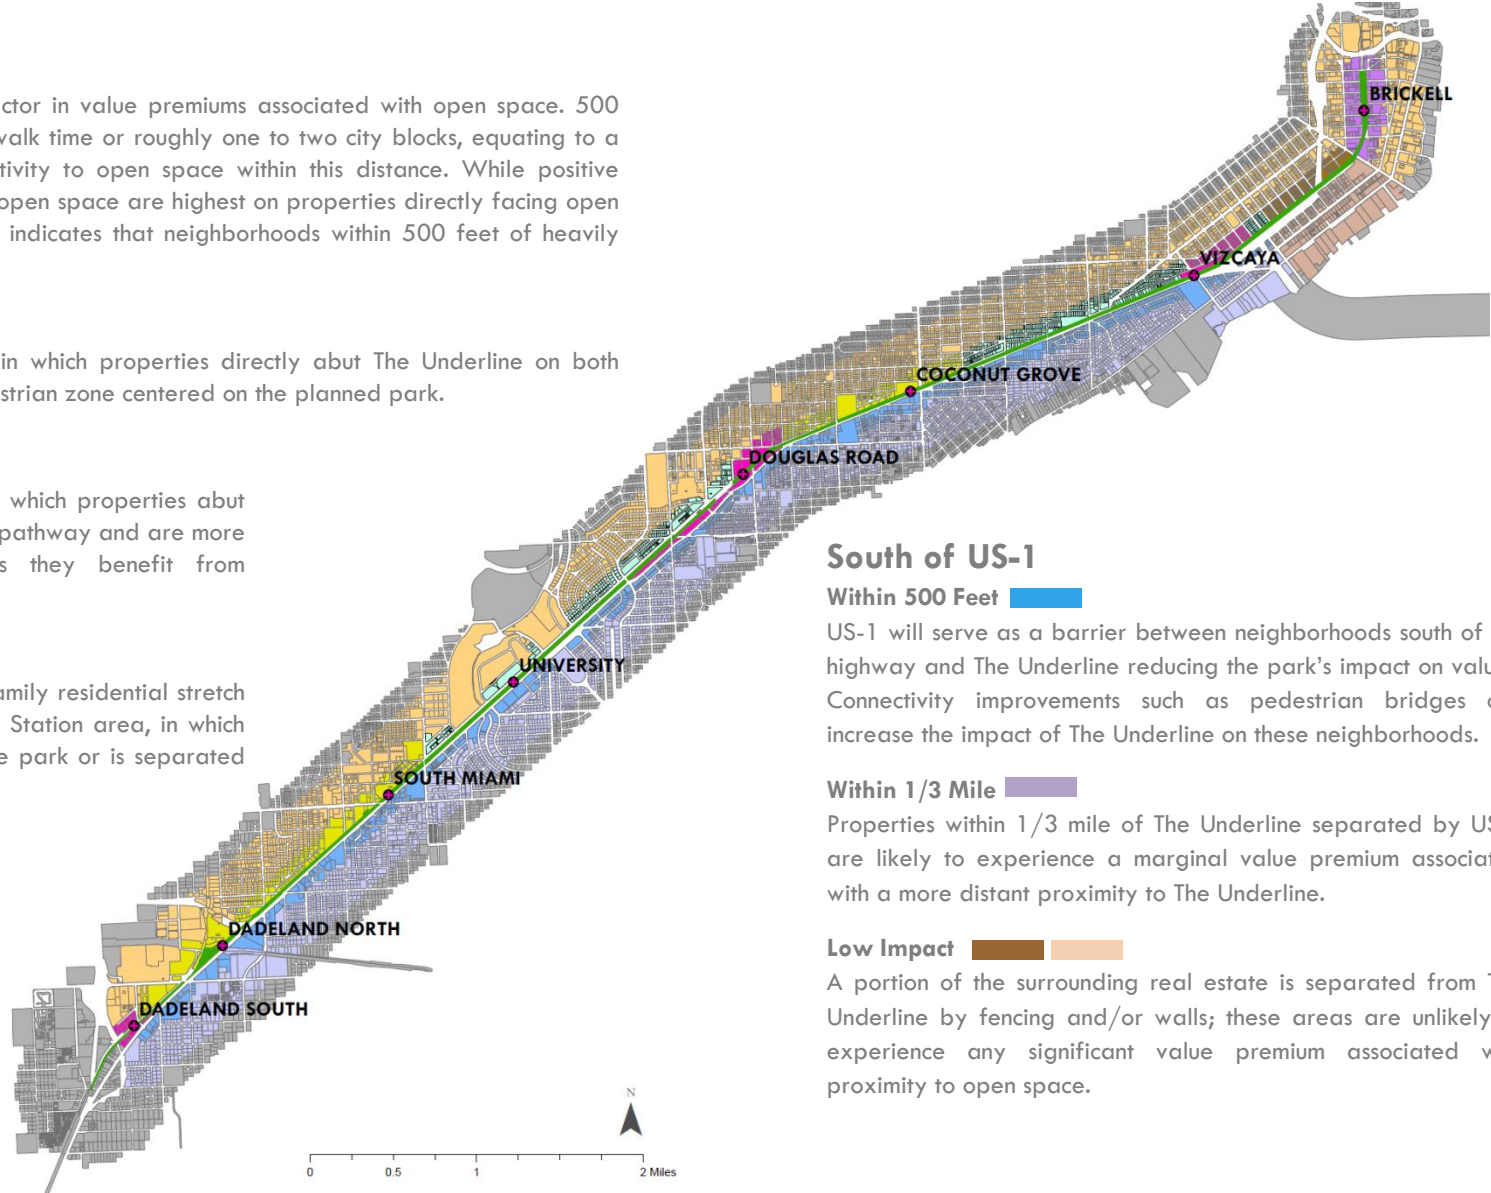 ctor in value premiums associated with open space. 500
walk time or roughly one to two city blocks, equating to a
tivity to open space within this distance. While positive
open space are highest on properties directly facing open
indicates that neighborhoods within 500 feet of heavily
in which properties directly abut The Underline on both
estrian zone centered on the planned park.
which properties abut
pathway and are more
s they benefit from
amily residential stretch
Station area, in which
e park or is separated
BRICKELL
VIZCAYA
COCONUT GROVE
DOUGLAS ROAD
UNIVERSITY
SOUTH MIAMI
DADELAND NORTH
DADELAND SOUTH
South of US-1
Within 500 Feet
US-1 will serve as a barrier between neighborhoods south of
highway and The Underline reducing the park's impact on valu
Connectivity improvements such as pedestrian bridges c
increase the impact of The Underline on these neighborhoods.
Within 1/3 Mile
Properties within 1/3 mile of The Underline separated by US
are likely to experience a marginal value premium associat
with a more distant proximity to The Underline.
Low Impact
A portion of the surrounding real estate is separated from T
Underline by fencing and/or walls; these areas are unlikely
experience any significant value premium associated w
proximity to open space.
N
0 0.5 1 2 Miles